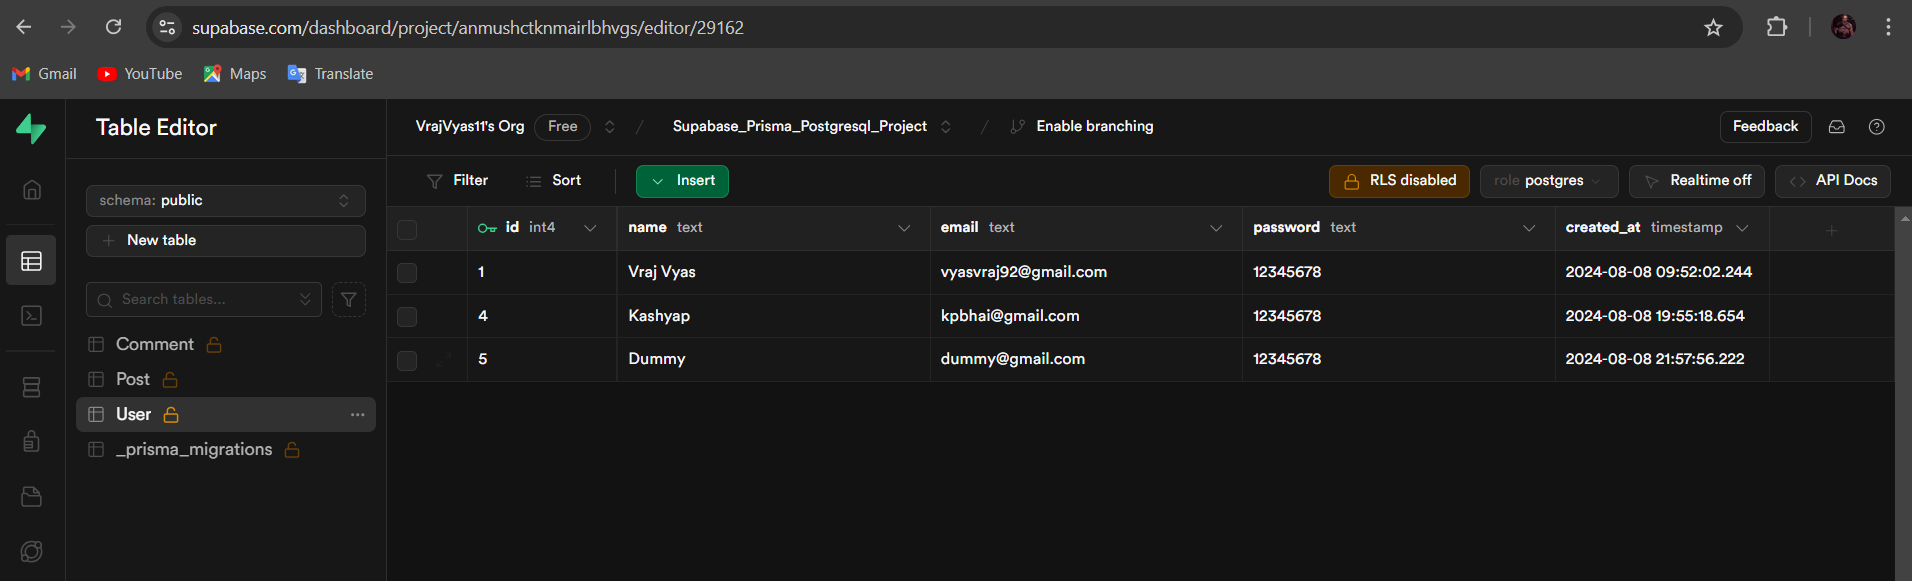 supabase.com/dashboard/project/anmushctknmairlbhvgs/editor/29162
Gmail YouTube Maps Translate
Table Editor
VrajVyas11's Org Free / Supabase_Prisma_Postgresql_Project / Enable branching Feedback
schema: public
New table
Search tables...
Comment
Post
User
_prisma_migrations
Filter Sort Insert RLS disabled role postgres Realtime off API Docs
id int4 name text email text password text created_at timestamp
1 Vraj Vyas vyasvraj92@gmail.com 12345678 2024-08-08 09:52:02.244
4 Kashyap kpbhai@gmail.com 12345678 2024-08-08 19:55:18.654
5 Dummy dummy@gmail.com 12345678 2024-08-08 21:57:56.222